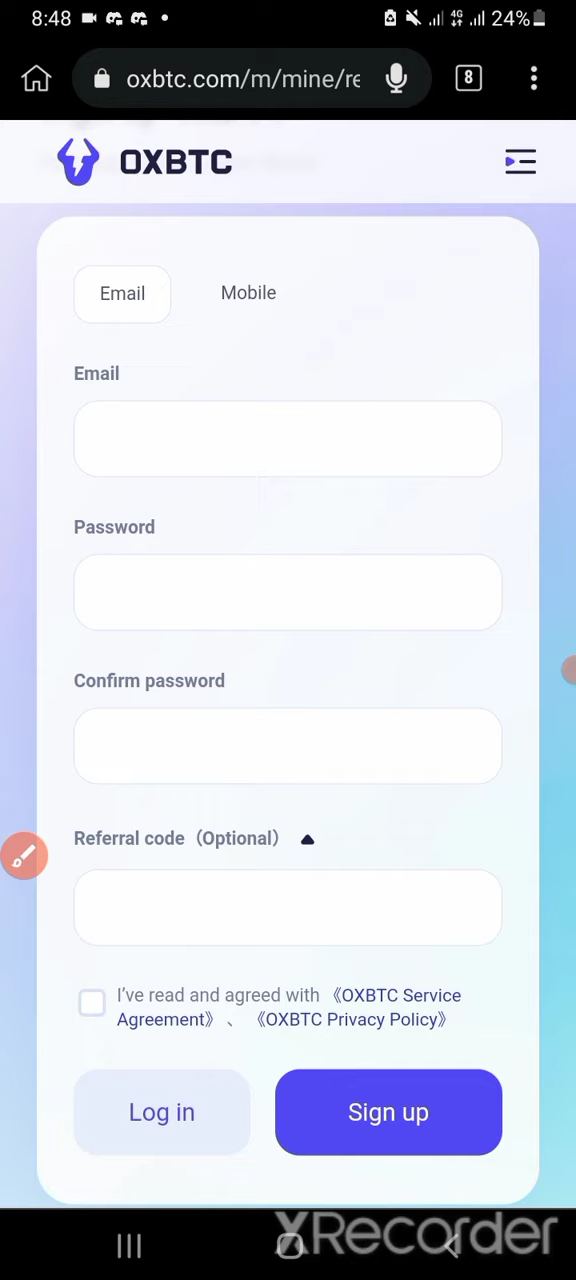 8:48
4G
24%
oxbtc.com/m/mine/re
8
OXBTC
Email
Mobile
Email
Password
Confirm password
Referral code（Optional）
I’ve read and agreed with 《OXBTC Service
Agreement》 、 《OXBTC Privacy Policy》
Log in
Sign up
XRecorder